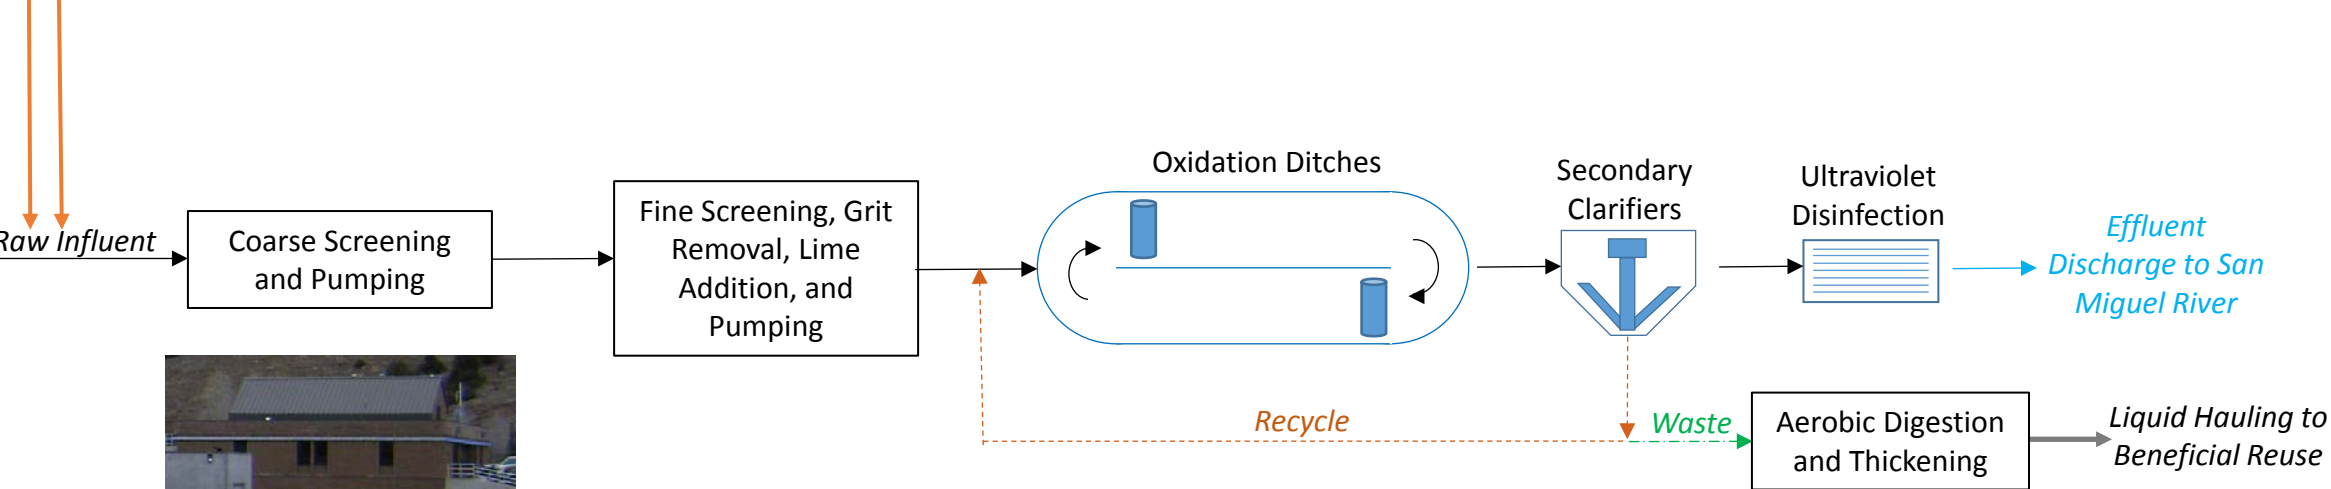 Raw Influent
Coarse Screening
and Pumping
Fine Screening, Grit
Removal, Lime
Addition, and
Pumping
Oxidation Ditches
Secondary
Clarifiers
Ultraviolet
Disinfection
Effluent
Discharge to San
Miguel River
Recycle
Waste
Aerobic Digestion
and Thickening
Liquid Hauling to
Beneficial Reuse